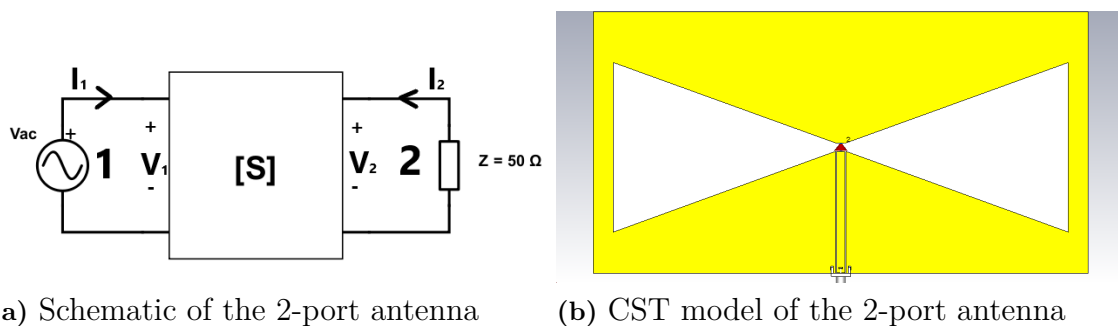 I₁
I₂
Vac
+
1
+
V₁
-
[S]
+
V₂
-
2
Z = 50 Ω
2
a) Schematic of the 2-port antenna
(b) CST model of the 2-port antenna